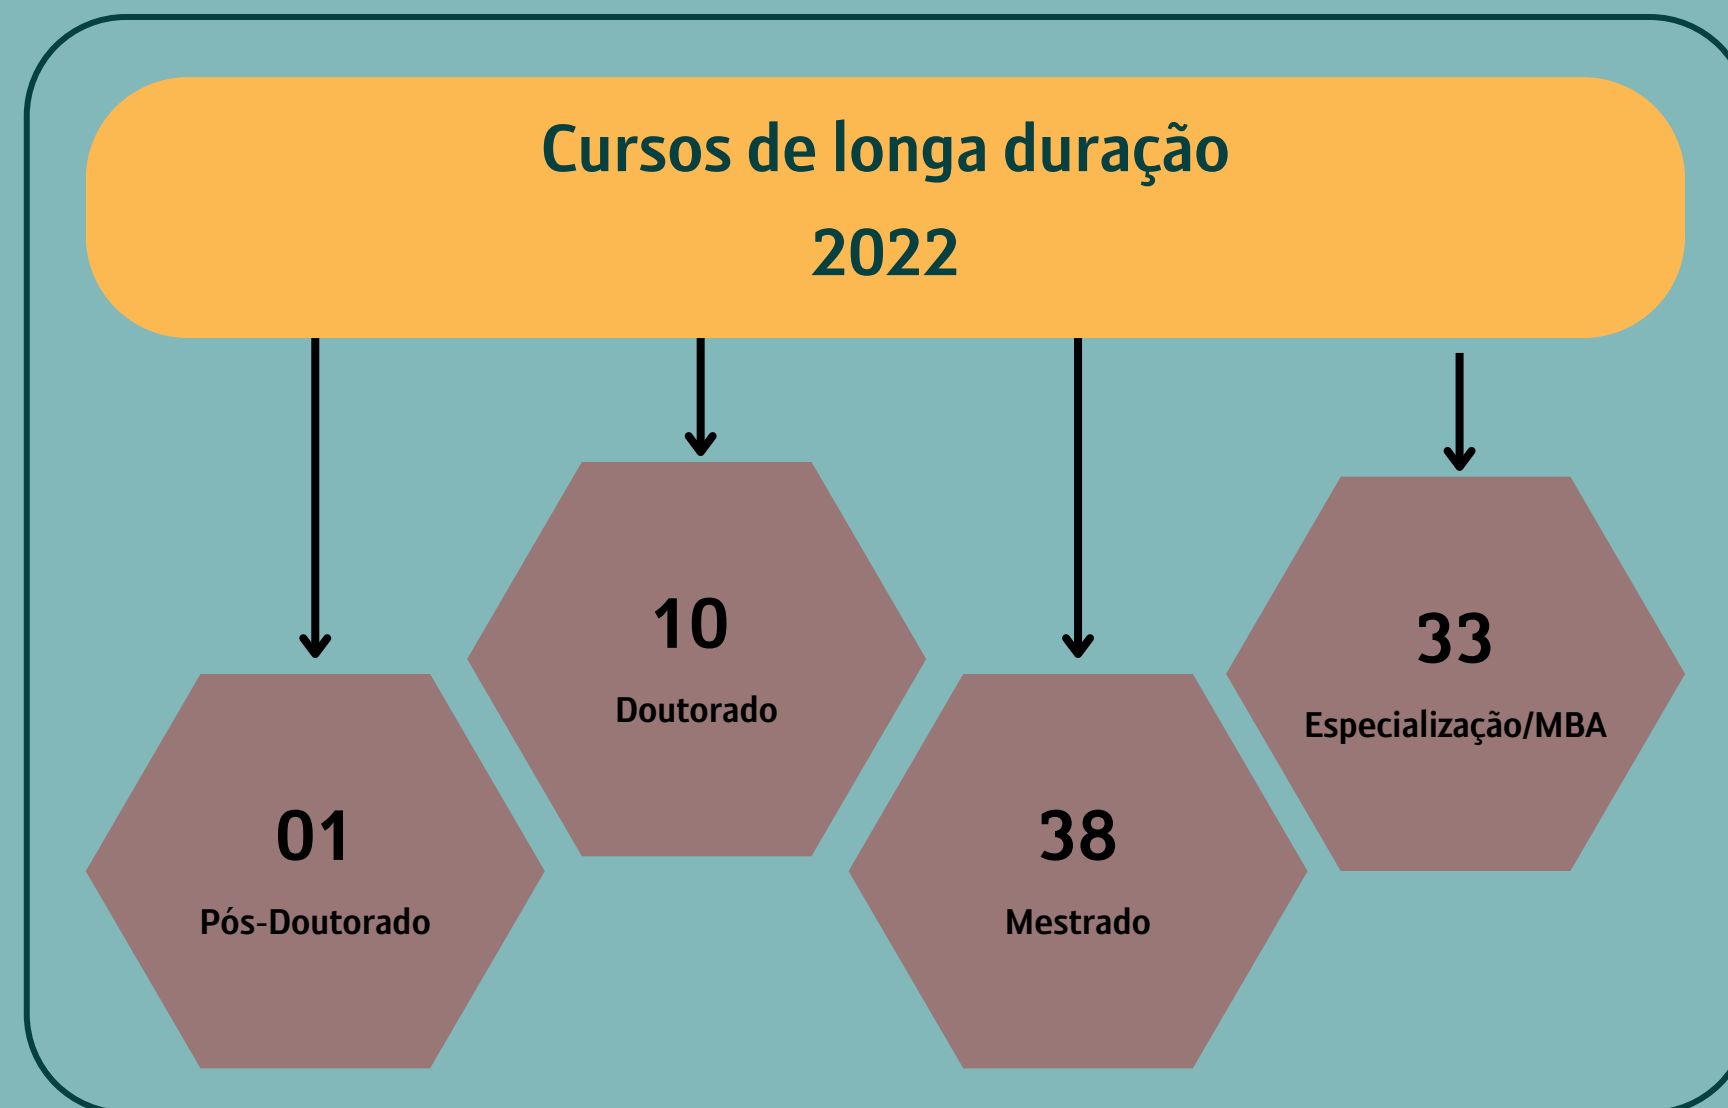 Cursos de longa duração
2022
01
Pós-Doutorado
10
Doutorado
38
Mestrado
33
Especialização/MBA